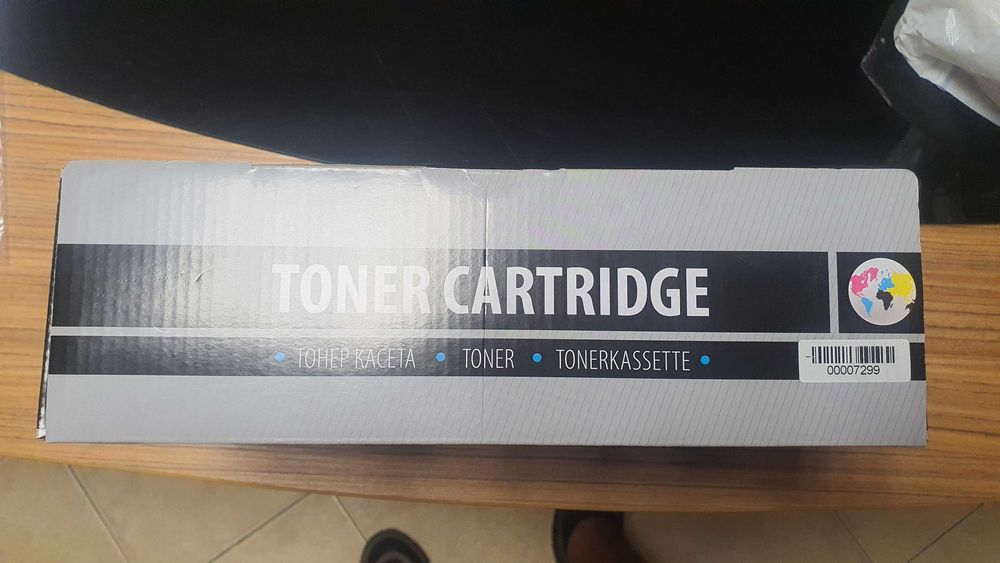 TONER CARTRIDGE
• ТОНЕР КАСЕТА • TONER • TONERKASSETTE •
00007299